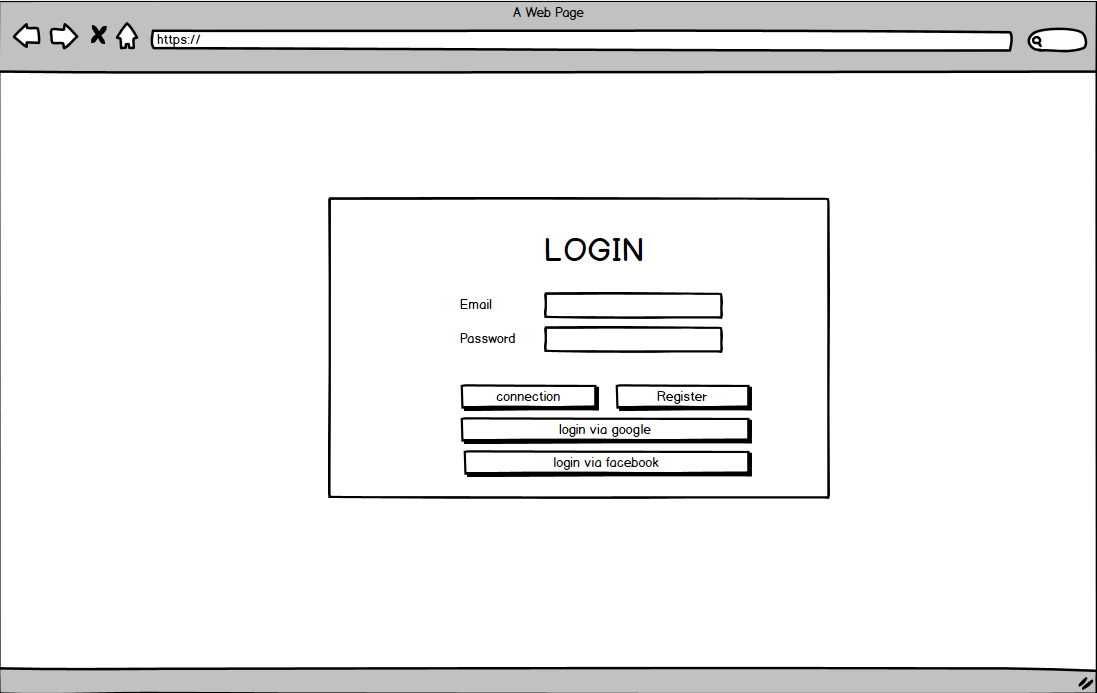 A Web Page
https://
LOGIN
Email
Password
connection Register
login via google
login via facebook